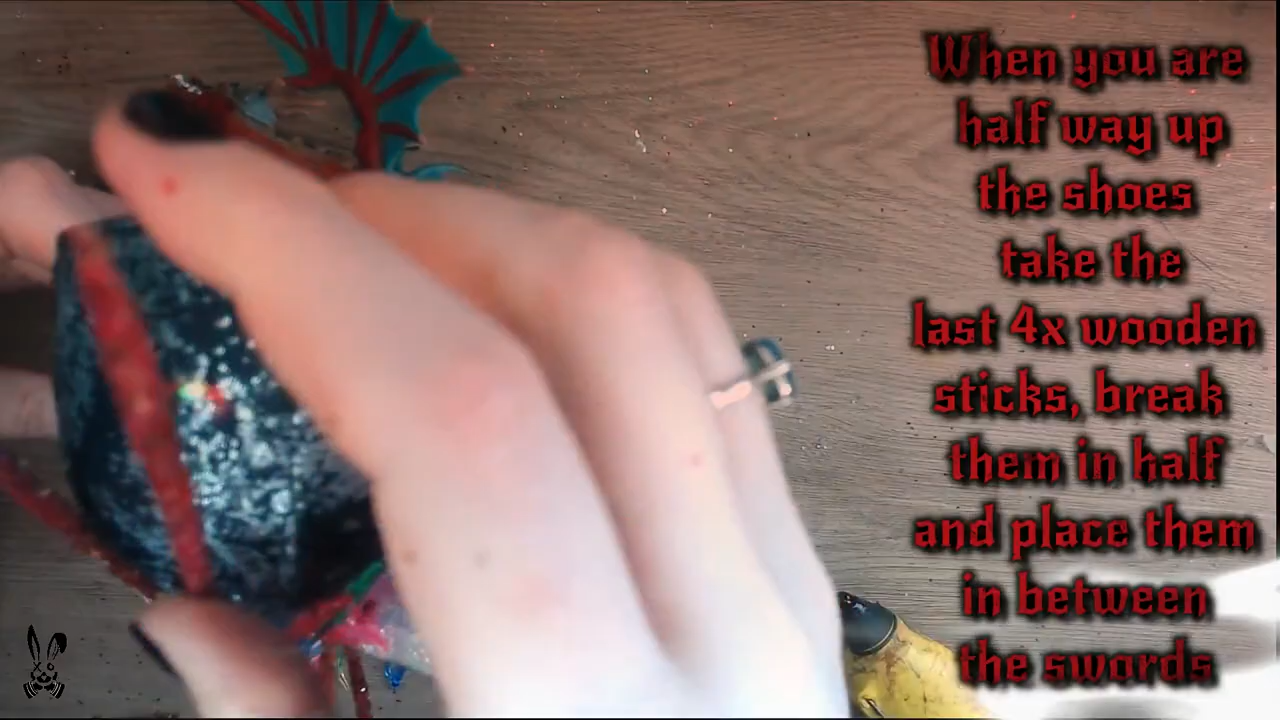 When you are
half way up
the shoes
take the
last 4x wooden
sticks, break
them in half
and place them
in between
the swords